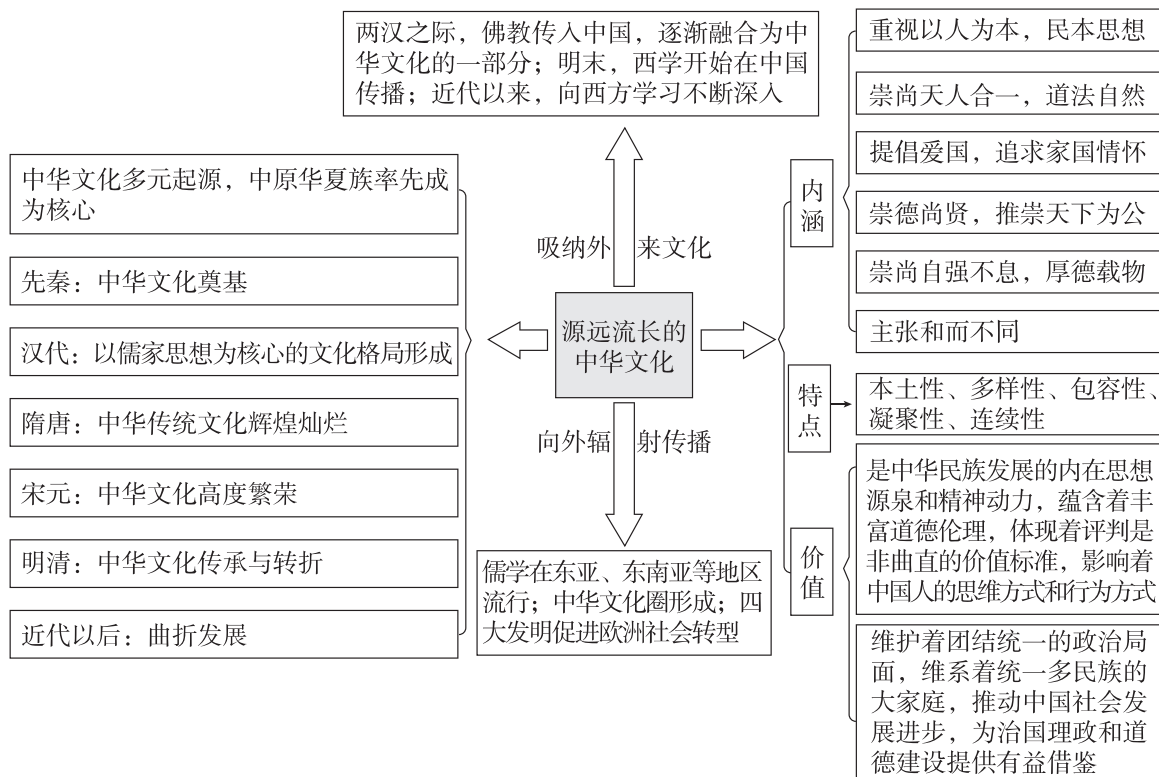 两汉之际，佛教传入中国，逐渐融合为中
华文化的一部分；明末，西学开始在中国
传播；近代以来，向西方学习不断深入
吸纳外 来文化
源远流长的
中华文化
向外辐 射传播
儒学在东亚、东南亚等地区
流行；中华文化圈形成；四
大发明促进欧洲社会转型
中华文化多元起源，中原华夏族率先成
为核心
先秦：中华文化奠基
汉代：以儒家思想为核心的文化格局形成
隋唐：中华传统文化辉煌灿烂
宋元：中华文化高度繁荣
明清：中华文化传承与转折
近代以后：曲折发展
内
涵
重视以人为本，民本思想
崇尚天人合一，道法自然
提倡爱国，追求家国情怀
崇德尚贤，推崇天下为公
崇尚自强不息，厚德载物
主张和而不同
特
点
本土性、多样性、包容性、
凝聚性、连续性
价
值
是中华民族发展的内在思想
源泉和精神动力，蕴含着丰
富道德伦理，体现着评判是
非曲直的价值标准，影响着
中国人的思维方式和行为方式
维护着团结统一的政治局
面，维系着统一多民族的
大家庭，推动中国社会发
展进步，为治国理政和道
德建设提供有益借鉴